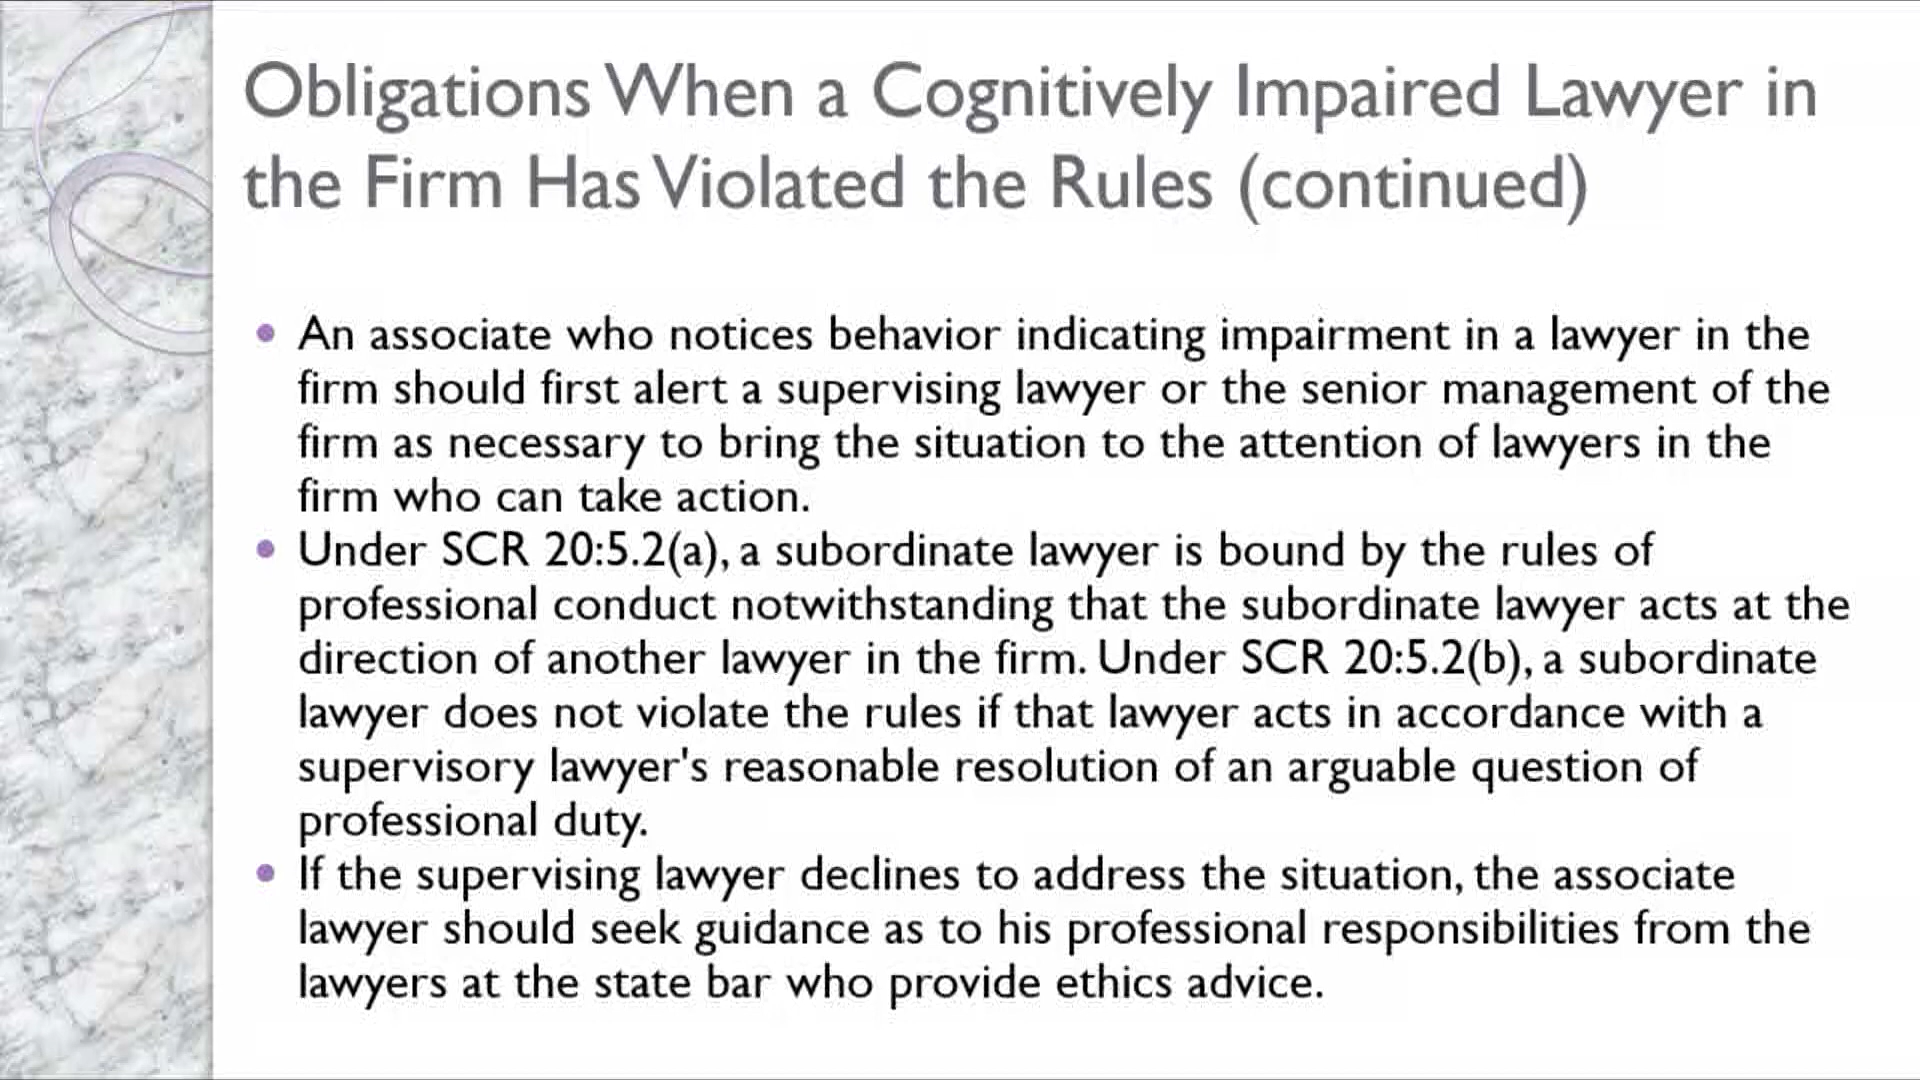 Obligations When a Cognitively Impaired Lawyer in
the Firm Has Violated the Rules (continued)
• An associate who notices behavior indicating impairment in a lawyer in the
firm should first alert a supervising lawyer or the senior management of the
firm as necessary to bring the situation to the attention of lawyers in the
firm who can take action.
• Under SCR 20:5.2(a), a subordinate lawyer is bound by the rules of
professional conduct notwithstanding that the subordinate lawyer acts at the
direction of another lawyer in the firm. Under SCR 20:5.2(b), a subordinate
lawyer does not violate the rules if that lawyer acts in accordance with a
supervisory lawyer's reasonable resolution of an arguable question of
professional duty.
• If the supervising lawyer declines to address the situation, the associate
lawyer should seek guidance as to his professional responsibilities from the
lawyers at the state bar who provide ethics advice.